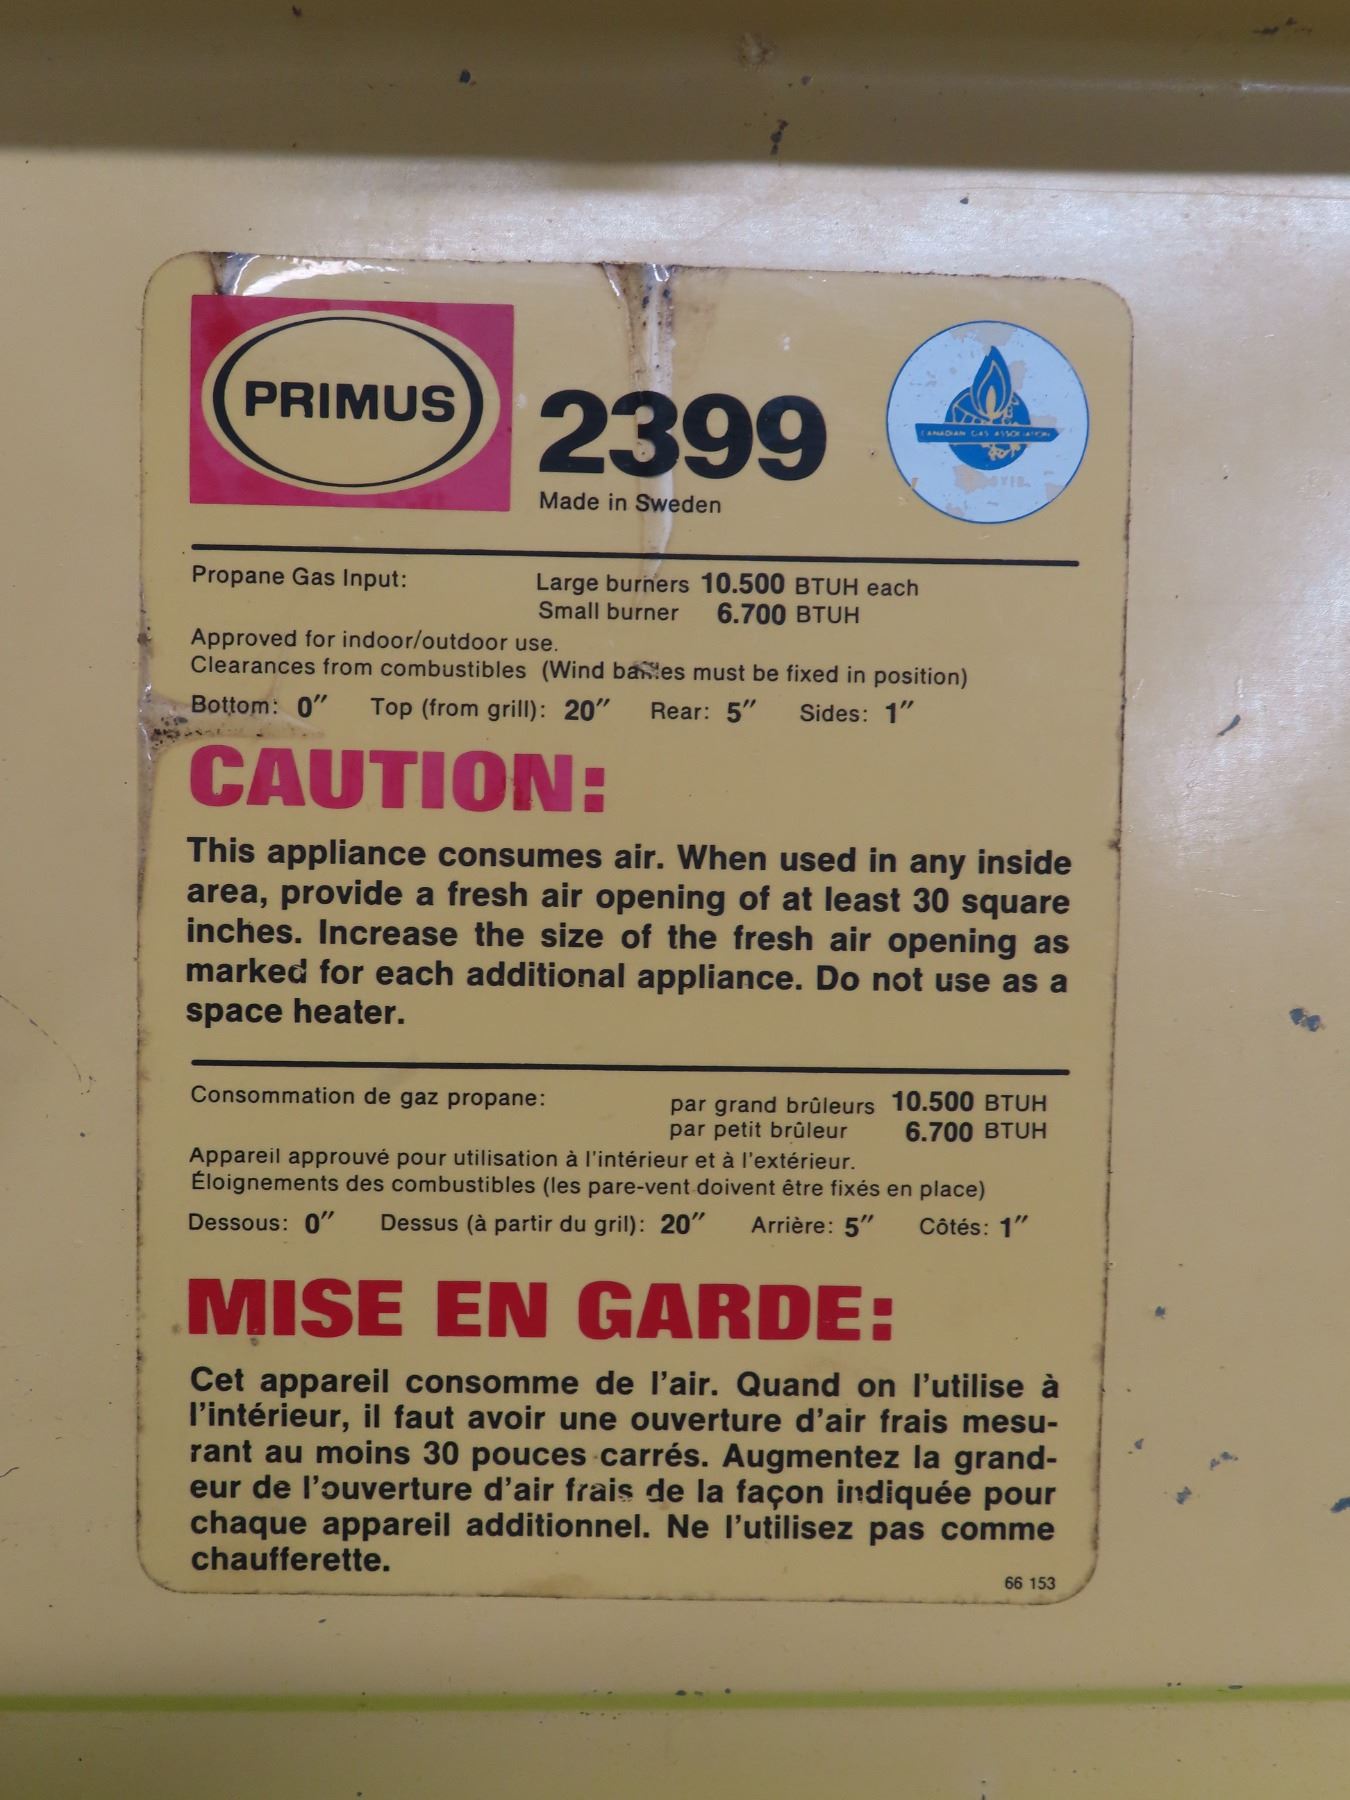 PRIMUS
2399
Made in Sweden
CANADIAN GAS ASSOCIATION
Propane Gas Input: Large burners 10.500 BTUH each
Small burner 6.700 BTUH
Approved for indoor/outdoor use.
Clearances from combustibles (Wind baffles must be fixed in position)
Bottom: 0″ Top (from grill): 20″ Rear: 5″ Sides: 1″
CAUTION:
This appliance consumes air. When used in any inside
area, provide a fresh air opening of at least 30 square
inches. Increase the size of the fresh air opening as
marked for each additional appliance. Do not use as a
space heater.
Consommation de gaz propane: par grand brûleurs 10.500 BTUH
par petit brûleur 6.700 BTUH
Appareil approuvé pour utilisation à l'intérieur et à l'extérieur.
Éloignements des combustibles (les pare-vent doivent être fixés en place)
Dessous: 0″ Dessus (à partir du gril): 20″ Arrière: 5″ Côtés: 1″
MISE EN GARDE:
Cet appareil consomme de l'air. Quand on l'utilise à
l'intérieur, il faut avoir une ouverture d'air frais mesu-
rant au moins 30 pouces carrés. Augmentez la grand-
eur de l'ouverture d'air frais de la façon indiquée pour
chaque appareil additionnel. Ne l'utilisez pas comme
chaufferette.
66 153